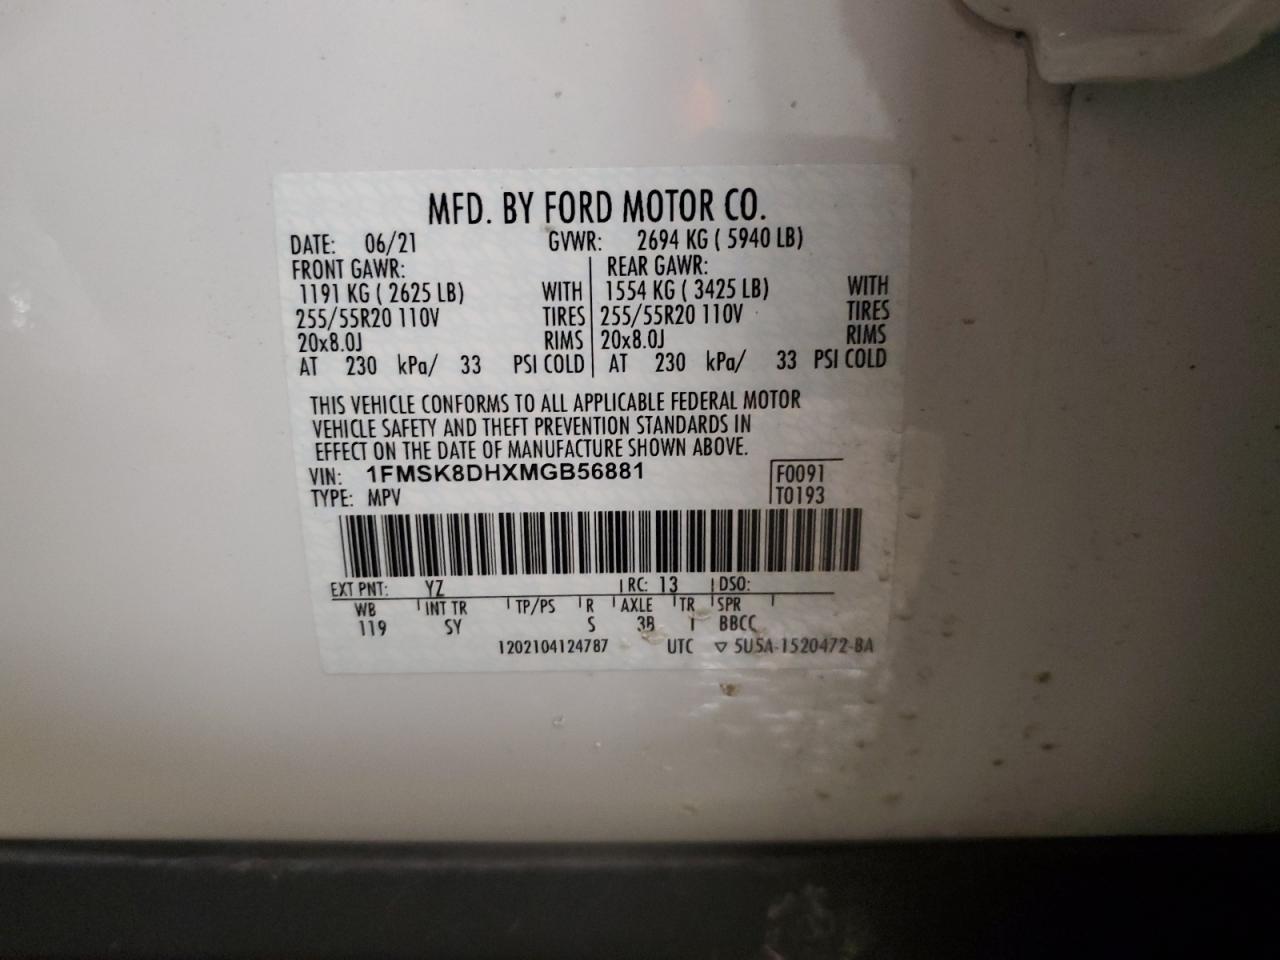 MFD. BY FORD MOTOR CO.
DATE: 06/21 GVWR: 2694 KG ( 5940 LB)
FRONT GAWR: REAR GAWR:
1191 KG ( 2625 LB) WITH 1554 KG ( 3425 LB) WITH
255/55R20 110V TIRES 255/55R20 110V TIRES
20x8.0J RIMS 20x8.0J RIMS
AT 230 kPa/ 33 PSI COLD AT 230 kPa/ 33 PSI COLD
THIS VEHICLE CONFORMS TO ALL APPLICABLE FEDERAL MOTOR
VEHICLE SAFETY AND THEFT PREVENTION STANDARDS IN
EFFECT ON THE DATE OF MANUFACTURE SHOWN ABOVE.
VIN: 1FMSK8DHXMGB56881 F0091
TYPE: MPV T0193
EXT PNT: YZ RC: 13 DSO:
WB INT TR TP/PS R AXLE TR SPR
119 SY S 3B BBCC
1202104124787 UTC ▽ 5U5A-1520472-BA